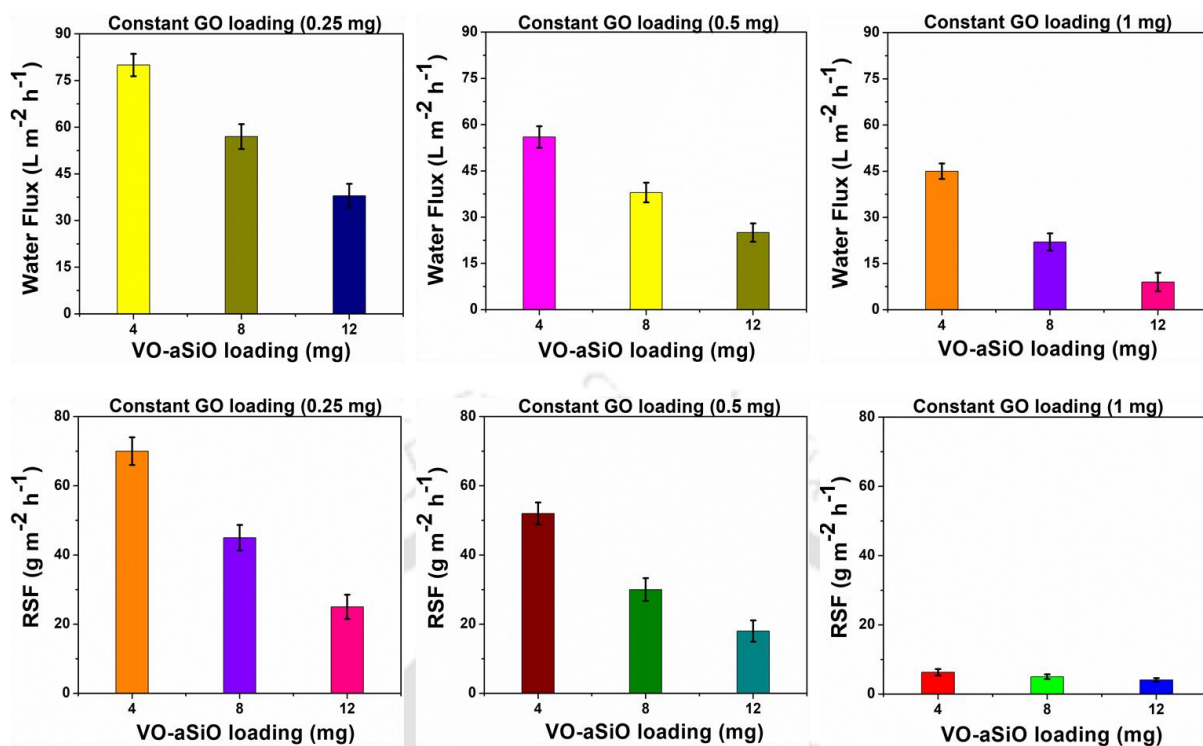 Constant GO loading (0.25 mg)
Water Flux (L m-2 h-1)
90
75
60
45
30
15
0
4 8 12
VO-aSiO loading (mg)
Constant GO loading (0.5 mg)
Water Flux (L m-2 h-1)
90
75
60
45
30
15
0
4 8 12
VO-aSiO loading (mg)
Constant GO loading (1 mg)
Water Flux (L m-2 h-1)
90
75
60
45
30
15
0
4 8 12
VO-aSiO loading (mg)
Constant GO loading (0.25 mg)
RSF (g m-2 h-1)
80
60
40
20
0
4 8 12
VO-aSiO loading (mg)
Constant GO loading (0.5 mg)
RSF (g m-2 h-1)
80
60
40
20
0
4 8 12
VO-aSiO loading (mg)
Constant GO loading (1 mg)
RSF (g m-2 h-1)
80
60
40
20
0
4 8 12
VO-aSiO loading (mg)